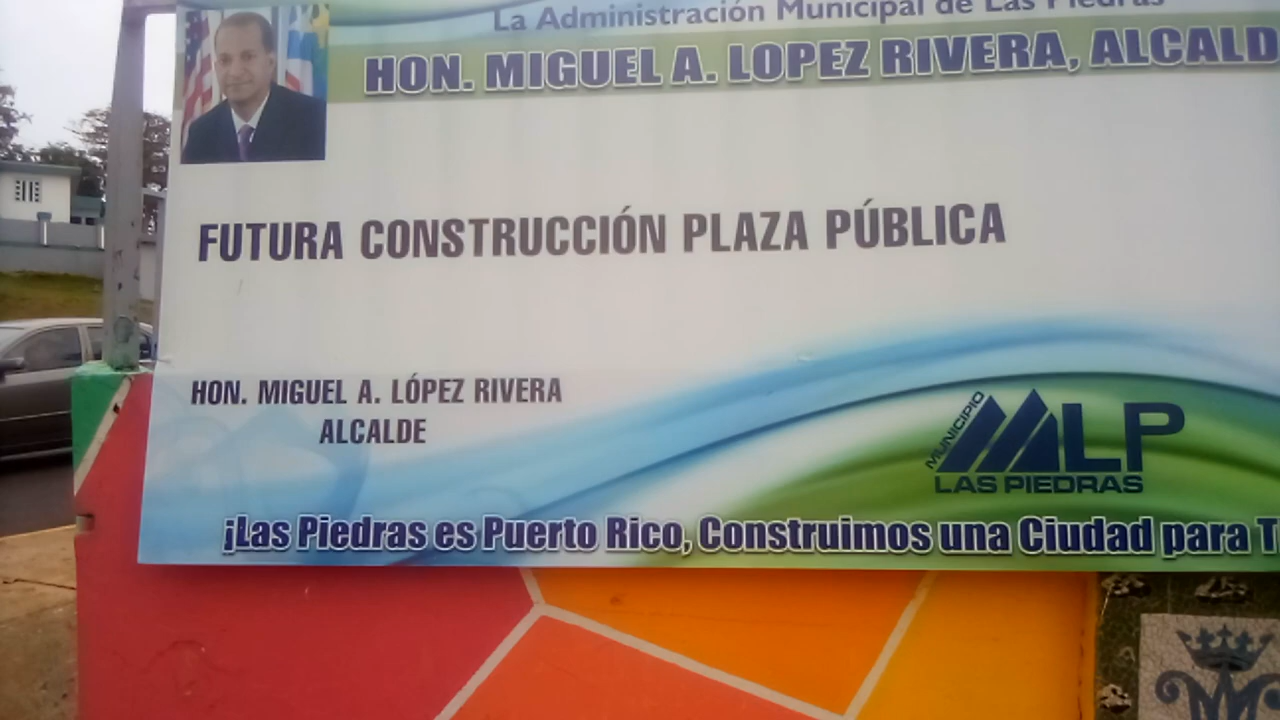 La Administración Municipal de Las Piedras
HON. MIGUEL A. LOPEZ RIVERA, ALCALD
FUTURA CONSTRUCCIÓN PLAZA PÚBLICA
HON. MIGUEL A. LÓPEZ RIVERA
ALCALDE
MUNICIPIO
LP
LAS PIEDRAS
¡Las Piedras es Puerto Rico, Construimos una Ciudad para T